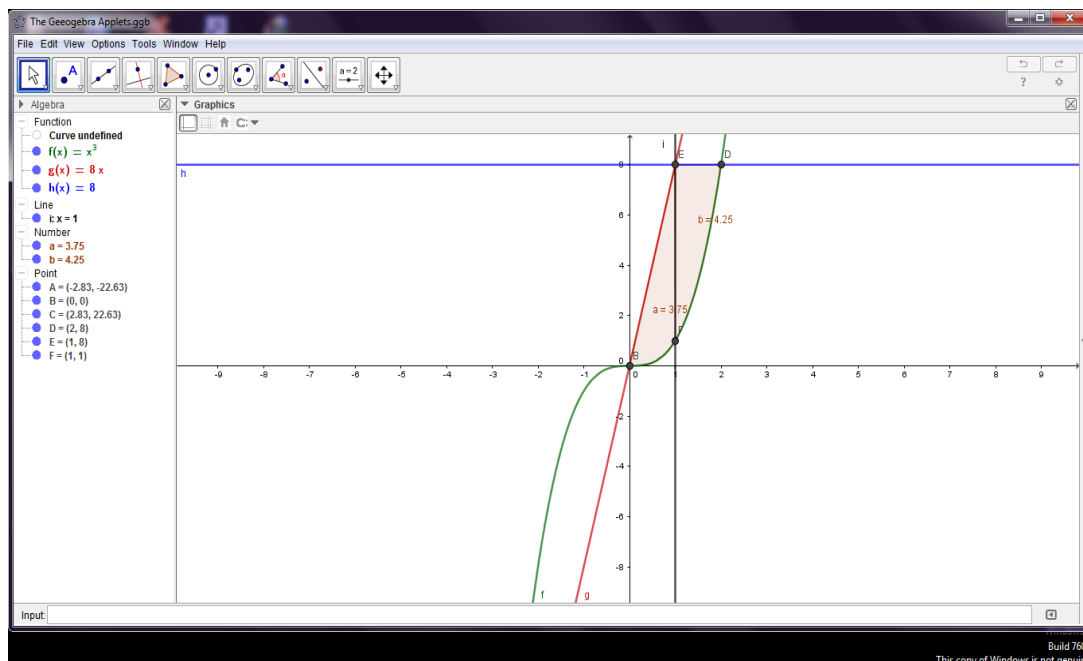 The Geeogebra Applets.ggb
File Edit View Options Tools Window Help
A
α
a=2
?
Algebra
Graphics
C:
Function
Curve undefined
f(x) = x³
g(x) = 8 x
h(x) = 8
Line
i: x = 1
Number
a = 3.75
b = 4.25
Point
A = (-2.83, -22.63)
B = (0, 0)
C = (2.83, 22.63)
D = (2, 8)
E = (1, 8)
F = (1, 1)
i
E
D
8
h
6
b = 4.25
4
2
a = 3.75
F
0
B
-9 -8 -7 -6 -5 -4 -3 -2 -1 0 1 2 3 4 5 6 7 8 9
-2
-4
-6
-8
f
g
Input:
Windows
Build 760
This copy of Windows is not genuin